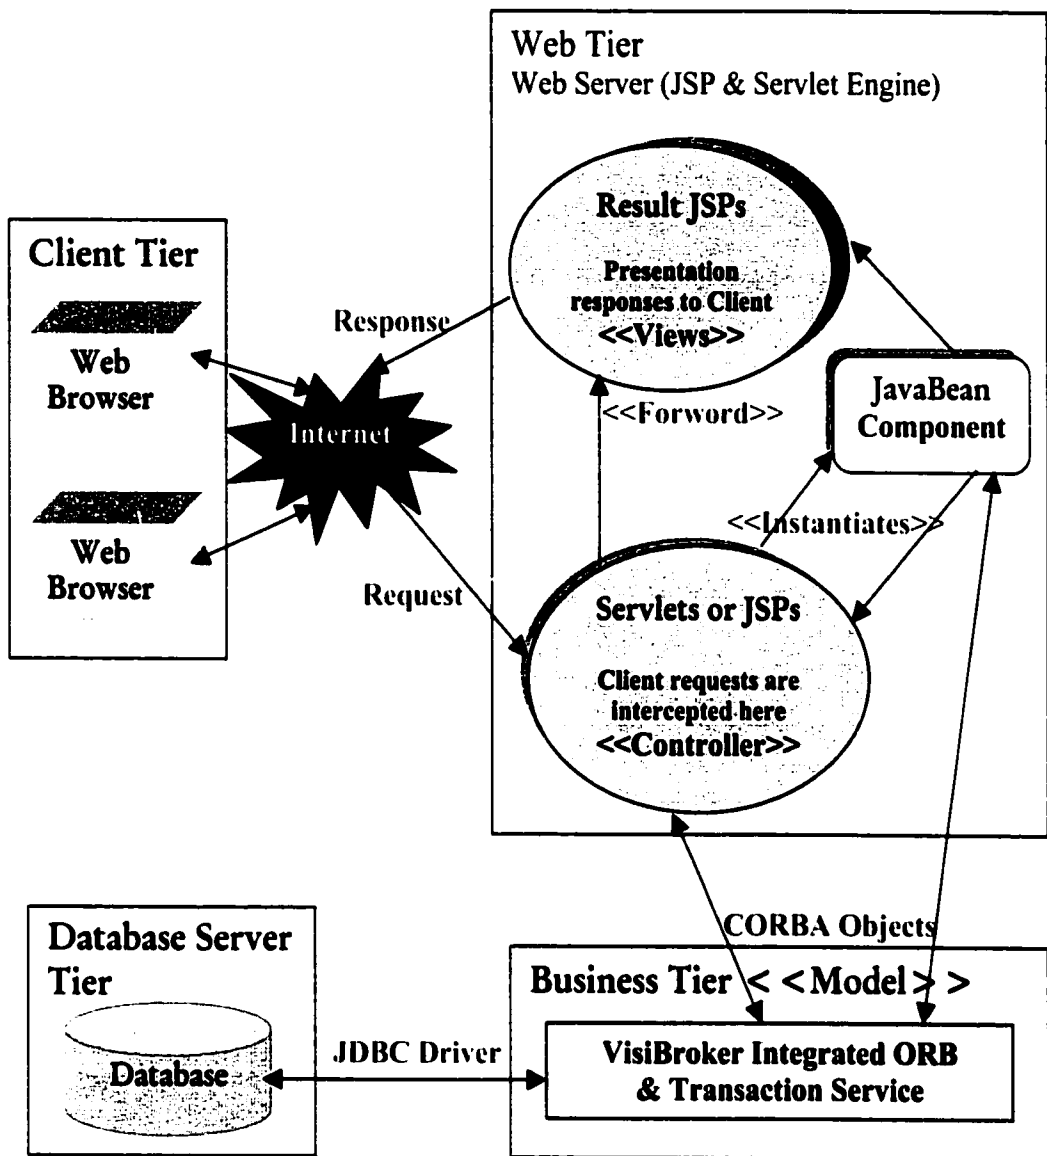 Web Tier
Web Server (JSP & Servlet Engine)
Result JSPs
Presentation
responses to Client
<<Views>>
Client Tier
Web
Browser
Web
Browser
Response
Internet
Request
<<Forword>>
JavaBean
Component
<<Instantiates>>
Servlets or JSPs
Client requests are
intercepted here
<<Controller>>
CORBA Objects
Database Server
Tier
Database
JDBC Driver
Business Tier < <Model> >
VisiBroker Integrated ORB
& Transaction Service